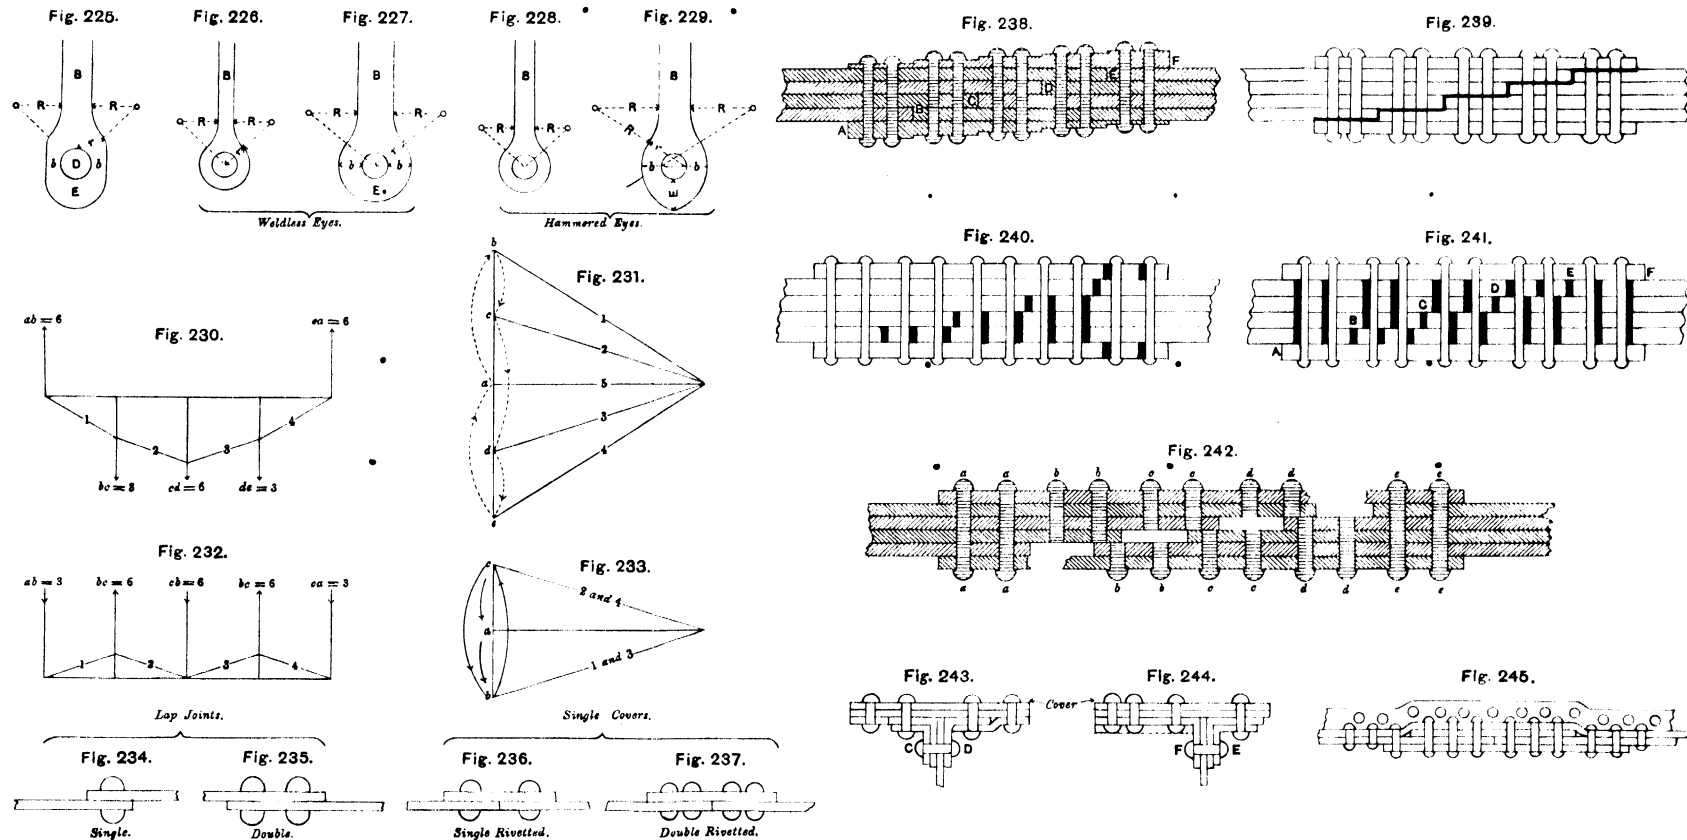 Fig. 225. Fig. 226. Fig. 227. Fig. 228. Fig. 229.
B B B B B
R R R R R R R R R R
r r r r
b D b b b b b
E E E
Weldless Eyes. Hammered Eyes.
Fig. 230.
ab = 6 ea = 6
1 2 3 4
bc = 3 cd = 6 de = 3
Fig. 231.
b
c
a
d
e
1
2
5
3
4
Fig. 232.
ab = 3 bc = 6 cb = 6 bc = 6 ca = 3
1 2 3 4
Fig. 233.
c
a
b
2 and 4
1 and 3
Lap Joints.
Single Covers.
Fig. 234. Fig. 235. Fig. 236. Fig. 237.
Single. Double. Single Rivetted. Double Rivetted.
Fig. 238.
A B C D E F
Fig. 239.
Fig. 240.
Fig. 241.
A B C D E F
Fig. 242.
a a b b c c d d e e
a a b b c c d d e e
Fig. 243. Fig. 244. Fig. 245.
Cover
C D F E